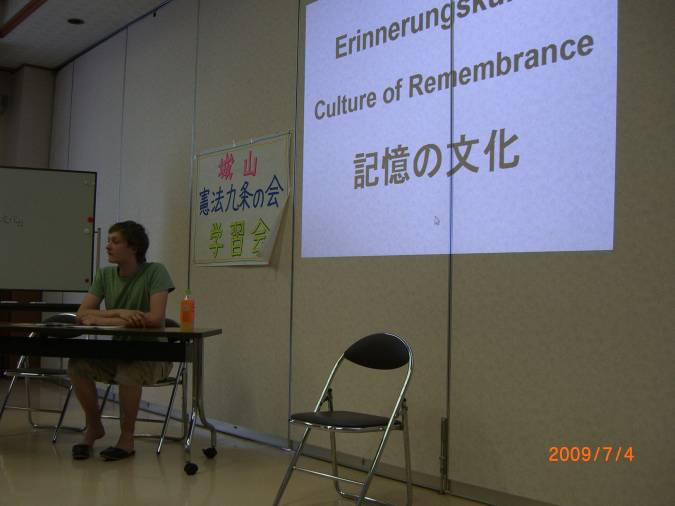 Erinnerungsku
Culture of Remembrance
記憶の文化
城山
憲法九条の会
学習会
2009/7/4